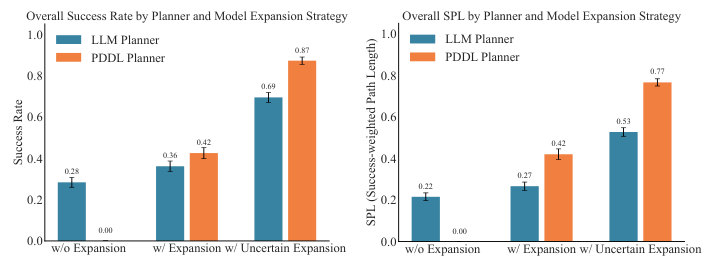 Overall Success Rate by Planner and Model Expansion Strategy
1.0
0.8
0.6
0.4
0.2
0.0
Success Rate
LLM Planner
PDDL Planner
0.28
0.00
0.36
0.42
0.69
0.87
w/o Expansion
w/ Expansion
w/ Uncertain Expansion
Overall SPL by Planner and Model Expansion Strategy
1.0
0.8
0.6
0.4
0.2
0.0
SPL (Success-weighted Path Length)
LLM Planner
PDDL Planner
0.22
0.00
0.27
0.42
0.53
0.77
w/o Expansion
w/ Expansion
w/ Uncertain Expansion